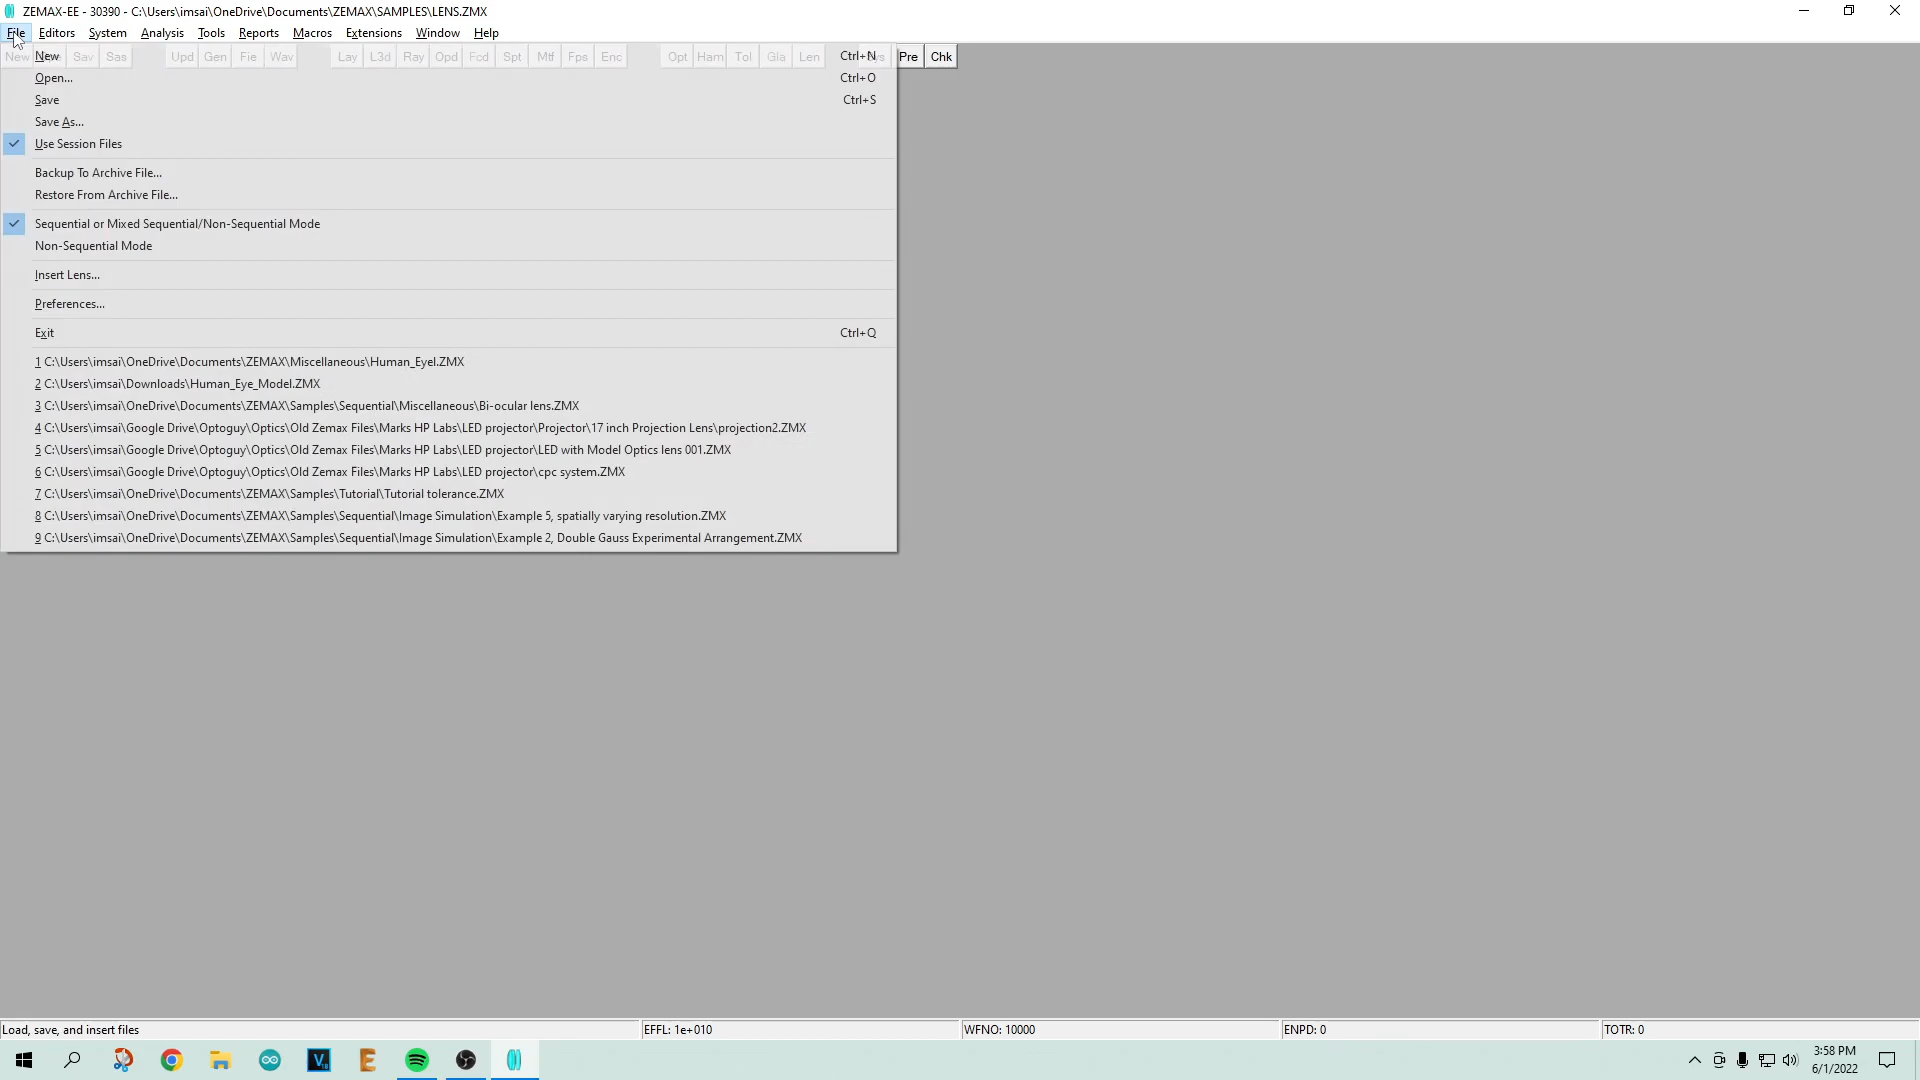 ZEMAX-EE - 30390 - C:\Users\imsai\OneDrive\Documents\ZEMAX\SAMPLES\LENS.ZMX
File Editors System Analysis Tools Reports Macros Extensions Window Help
New Sav Sas Upd Gen Fie Wav Lay L3d Ray Opd Fcd Spt Mtf Fps Enc Opt Ham Tol Gla Len Pre Chk
New Ctrl+N
Open... Ctrl+O
Save Ctrl+S
Save As...
Use Session Files
Backup To Archive File...
Restore From Archive File...
Sequential or Mixed Sequential/Non-Sequential Mode
Non-Sequential Mode
Insert Lens...
Preferences...
Exit Ctrl+Q
1 C:\Users\imsai\OneDrive\Documents\ZEMAX\Miscellaneous\Human_Eyel.ZMX
2 C:\Users\imsai\Downloads\Human_Eye_Model.ZMX
3 C:\Users\imsai\OneDrive\Documents\ZEMAX\Samples\Sequential\Miscellaneous\Bi-ocular lens.ZMX
4 C:\Users\imsai\Google Drive\Optoguy\Optics\Old Zemax Files\Marks HP Labs\LED projector\Projector\17 inch Projection Lens\projection2.ZMX
5 C:\Users\imsai\Google Drive\Optoguy\Optics\Old Zemax Files\Marks HP Labs\LED projector\LED with Model Optics lens 001.ZMX
6 C:\Users\imsai\Google Drive\Optoguy\Optics\Old Zemax Files\Marks HP Labs\LED projector\cpc system.ZMX
7 C:\Users\imsai\OneDrive\Documents\ZEMAX\Samples\Tutorial\Tutorial tolerance.ZMX
8 C:\Users\imsai\OneDrive\Documents\ZEMAX\Samples\Sequential\Image Simulation\Example 5, spatially varying resolution.ZMX
9 C:\Users\imsai\OneDrive\Documents\ZEMAX\Samples\Sequential\Image Simulation\Example 2, Double Gauss Experimental Arrangement.ZMX
Load, save, and insert files EFFL: 1e+010 WFNO: 10000 ENPD: 0 TOTR: 0
3:58 PM
6/1/2022